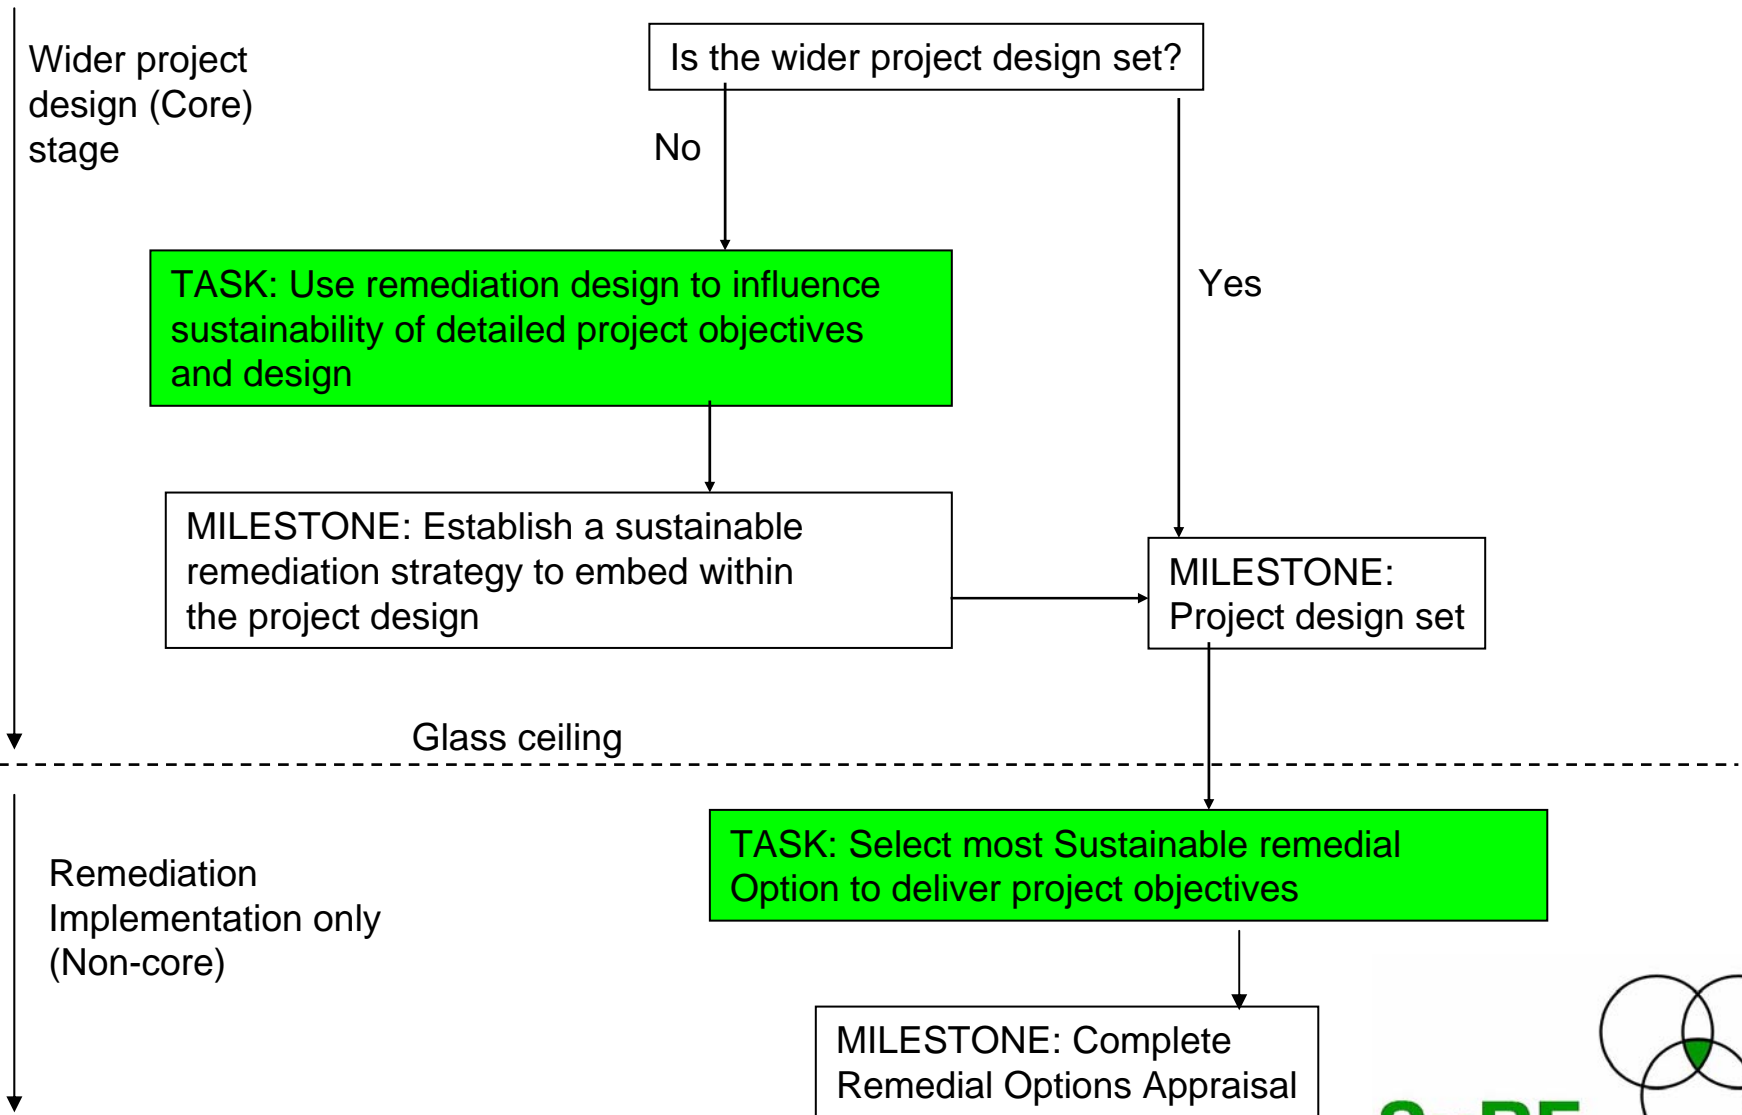 Wider project
design (Core)
stage
Is the wider project design set?
No
Yes
TASK: Use remediation design to influence
sustainability of detailed project objectives
and design
MILESTONE: Establish a sustainable
remediation strategy to embed within
the project design
MILESTONE:
Project design set
Glass ceiling
Remediation
Implementation only
(Non-core)
TASK: Select most Sustainable remedial
Option to deliver project objectives
MILESTONE: Complete
Remedial Options Appraisal